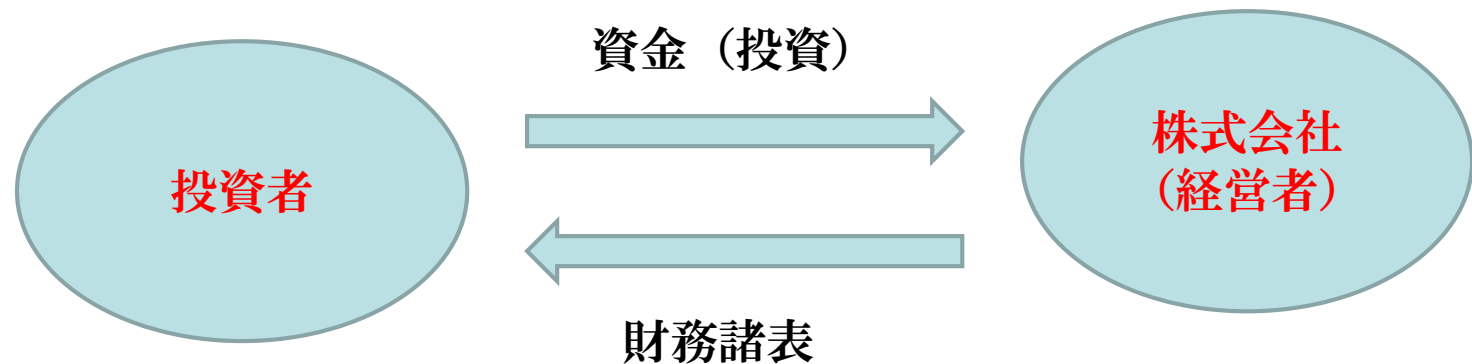 資金（投資）
投資者
株式会社
（経営者）
財務諸表